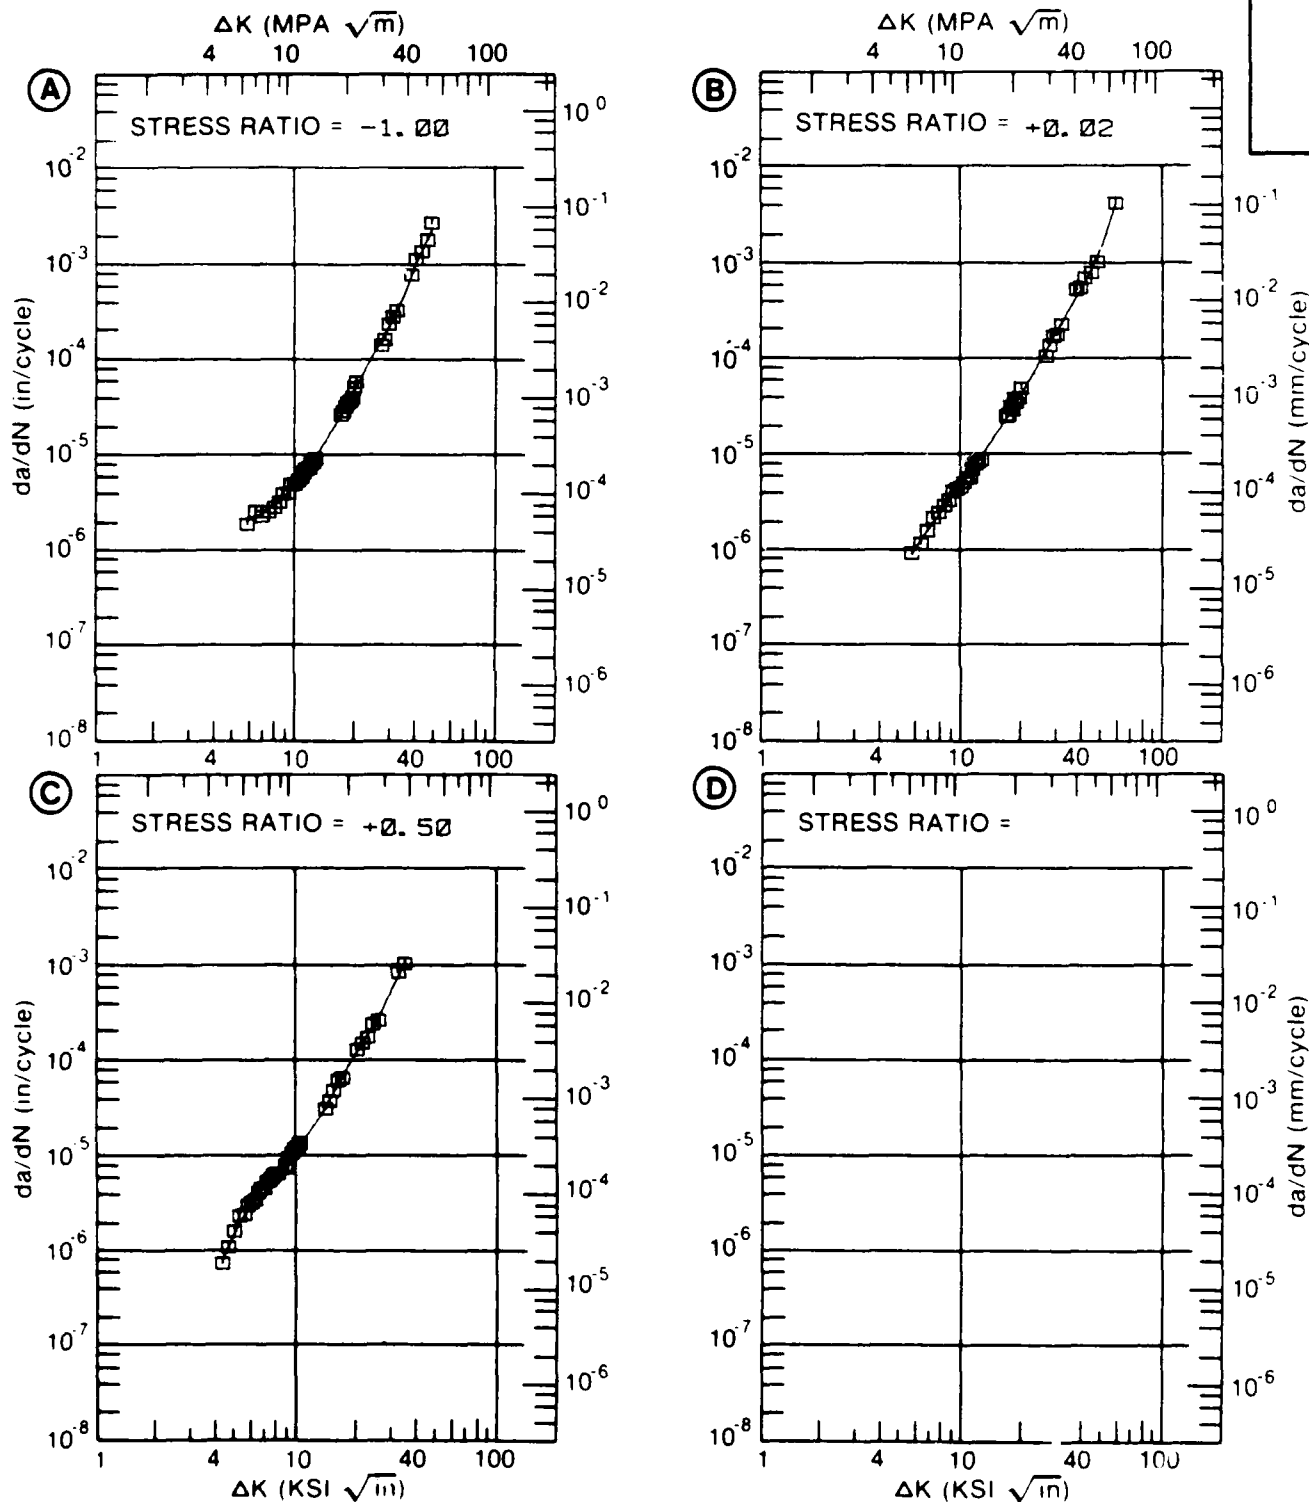 ΔK (MPA √m)
4 10 40 100
A
STRESS RATIO = -1.00
10⁻² 10⁻³ 10⁻⁴ 10⁻⁵ 10⁻⁶ 10⁻⁷ 10⁻⁸
da/dN (in/cycle)
10⁰ 10⁻¹ 10⁻² 10⁻³ 10⁻⁴ 10⁻⁵ 10⁻⁶
1 4 10 40 100
ΔK (MPA √m)
4 10 40 100
B
STRESS RATIO = +0.02
10⁻² 10⁻³ 10⁻⁴ 10⁻⁵ 10⁻⁶ 10⁻⁷ 10⁻⁸
10⁻¹ 10⁻² 10⁻³ 10⁻⁴ 10⁻⁵ 10⁻⁶
da/dN (mm/cycle)
1 4 10 40 100
C
STRESS RATIO = +0.50
10⁻² 10⁻³ 10⁻⁴ 10⁻⁵ 10⁻⁶ 10⁻⁷ 10⁻⁸
da/dN (in/cycle)
10⁰ 10⁻¹ 10⁻² 10⁻³ 10⁻⁴ 10⁻⁵ 10⁻⁶
1 4 10 40 100
ΔK (KSI √in)
D
STRESS RATIO =
10⁻² 10⁻³ 10⁻⁴ 10⁻⁵ 10⁻⁶ 10⁻⁷ 10⁻⁸
10⁰ 10⁻¹ 10⁻² 10⁻³ 10⁻⁴ 10⁻⁵ 10⁻⁶
da/dN (mm/cycle)
1 4 10 40 100
ΔK (KSI √in)